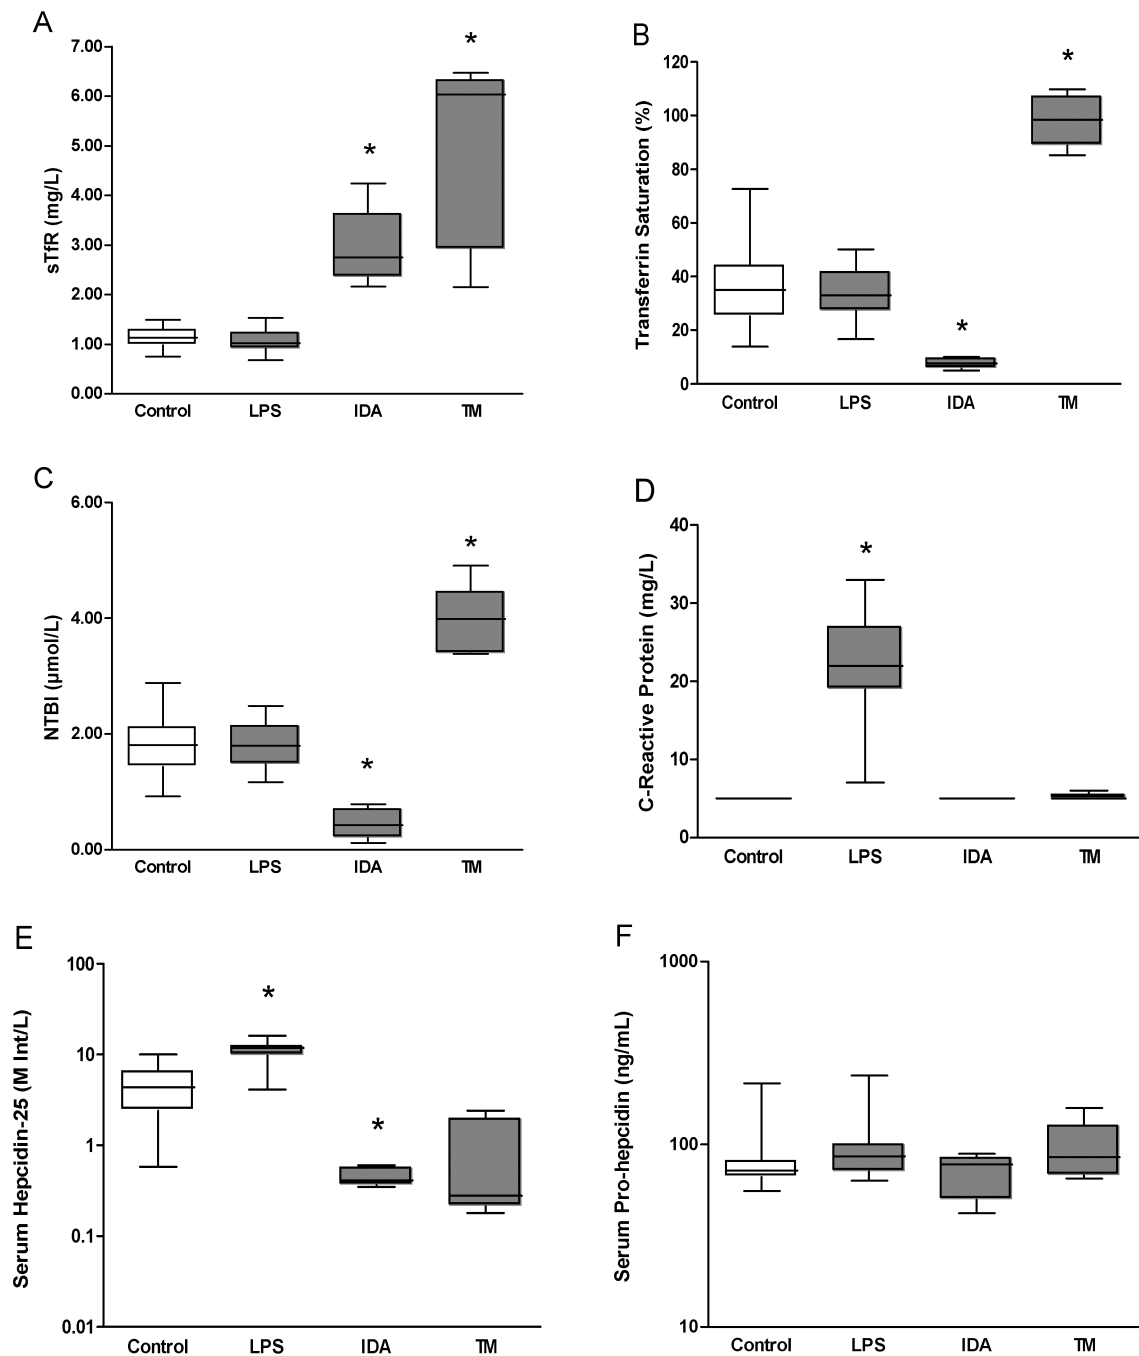 A
sTfR (mg/L)
7.00
6.00
5.00
4.00
3.00
2.00
1.00
0.00
*
*
Control LPS IDA TM
B
Transferrin Saturation (%)
120
100
80
60
40
20
0
*
*
Control LPS IDA TM
C
NTBI (μmol/L)
6.00
4.00
2.00
0.00
*
*
Control LPS IDA TM
D
C-Reactive Protein (mg/L)
40
30
20
10
0
*
Control LPS IDA TM
E
Serum Hepcidin-25 (M Int/L)
100
10
1
0.1
0.01
*
*
Control LPS IDA TM
F
Serum Pro-hepcidin (ng/mL)
1000
100
10
Control LPS IDA TM